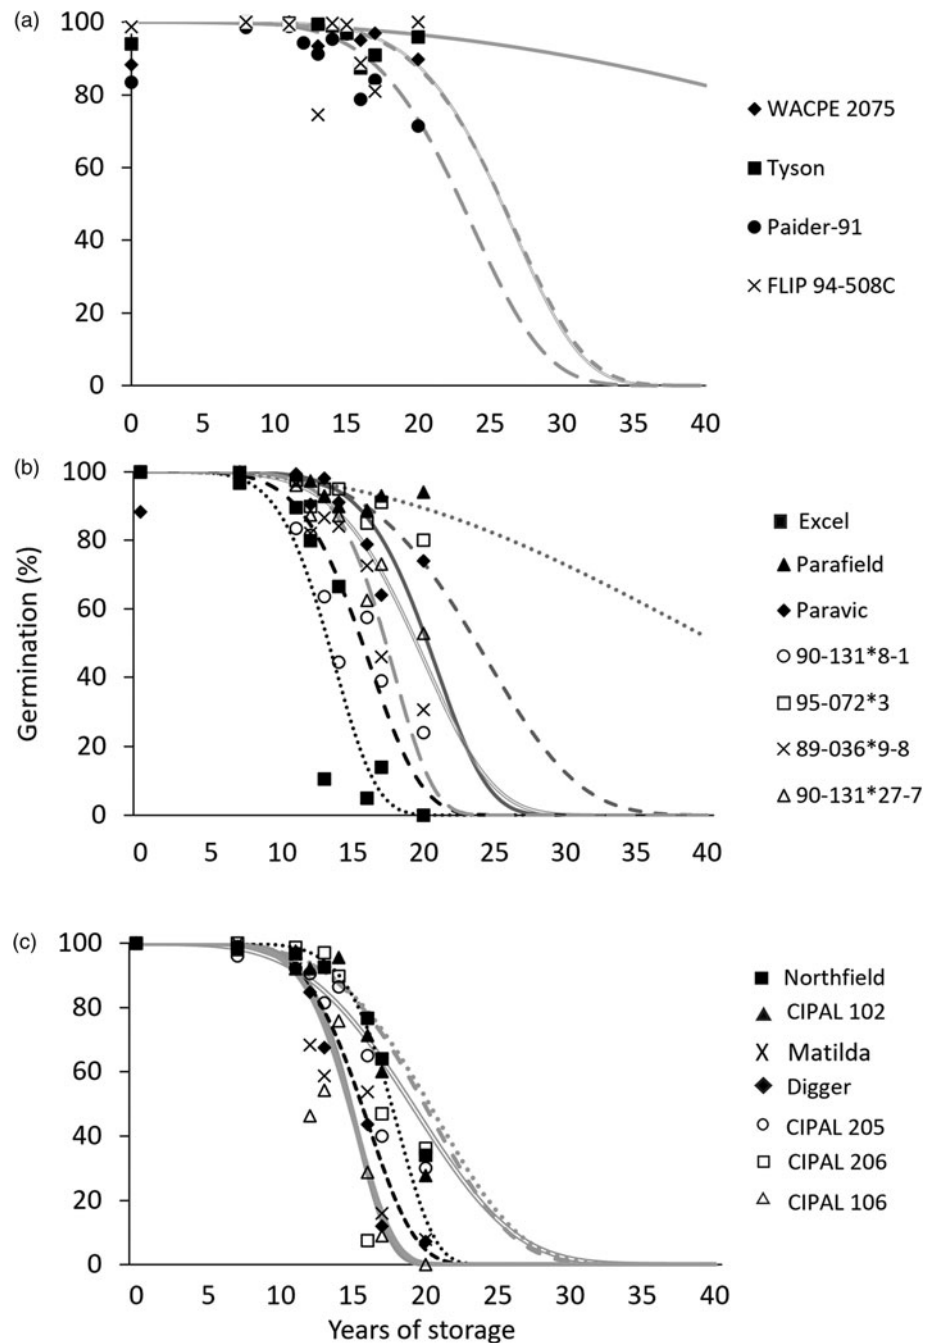 (a)
100
80
60
40
20
0
0 5 10 15 20 25 30 35 40
WACPE 2075
Tyson
Paider-91
FLIP 94-508C
(b)
Germination (%)
100
80
60
40
20
0
0 5 10 15 20 25 30 35 40
Excel
Parafield
Paravic
90-131*8-1
95-072*3
89-036*9-8
90-131*27-7
(c)
100
80
60
40
20
0
0 5 10 15 20 25 30 35 40
Years of storage
Northfield
CIPAL 102
Matilda
Digger
CIPAL 205
CIPAL 206
CIPAL 106